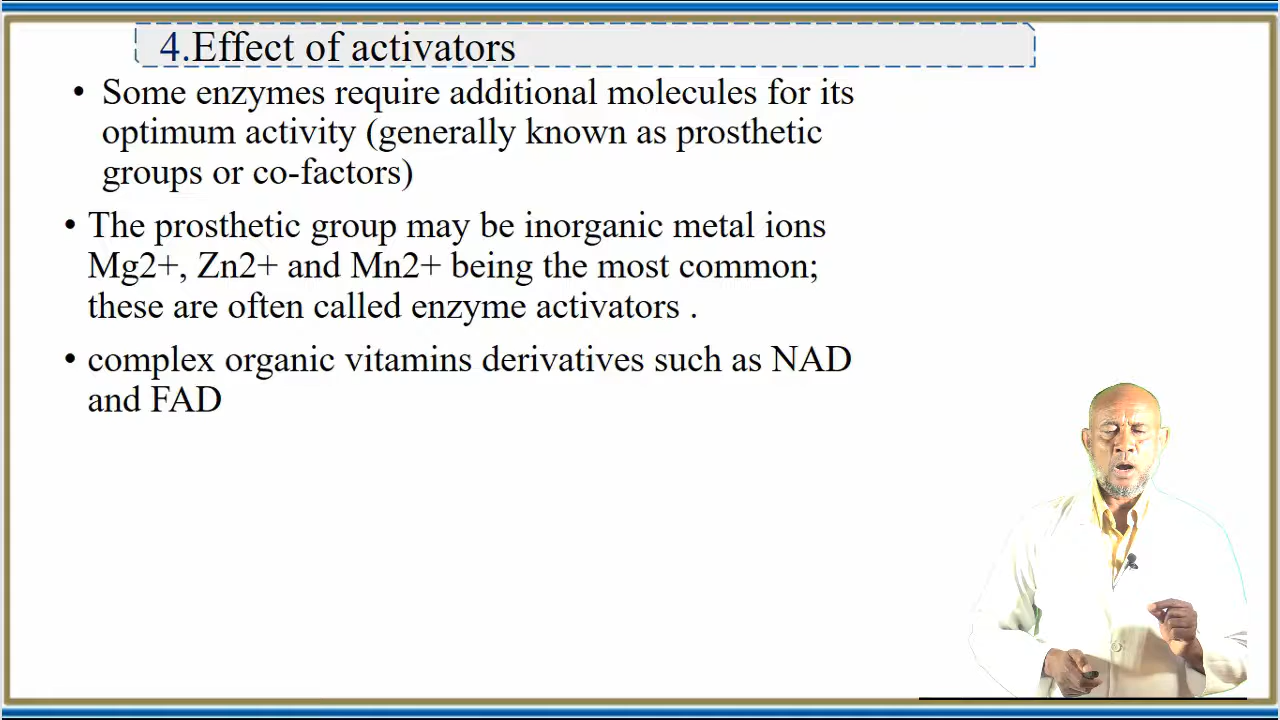 4.Effect of activators
• Some enzymes require additional molecules for its
optimum activity (generally known as prosthetic
groups or co-factors)
• The prosthetic group may be inorganic metal ions
Mg2+, Zn2+ and Mn2+ being the most common;
these are often called enzyme activators .
• complex organic vitamins derivatives such as NAD
and FAD